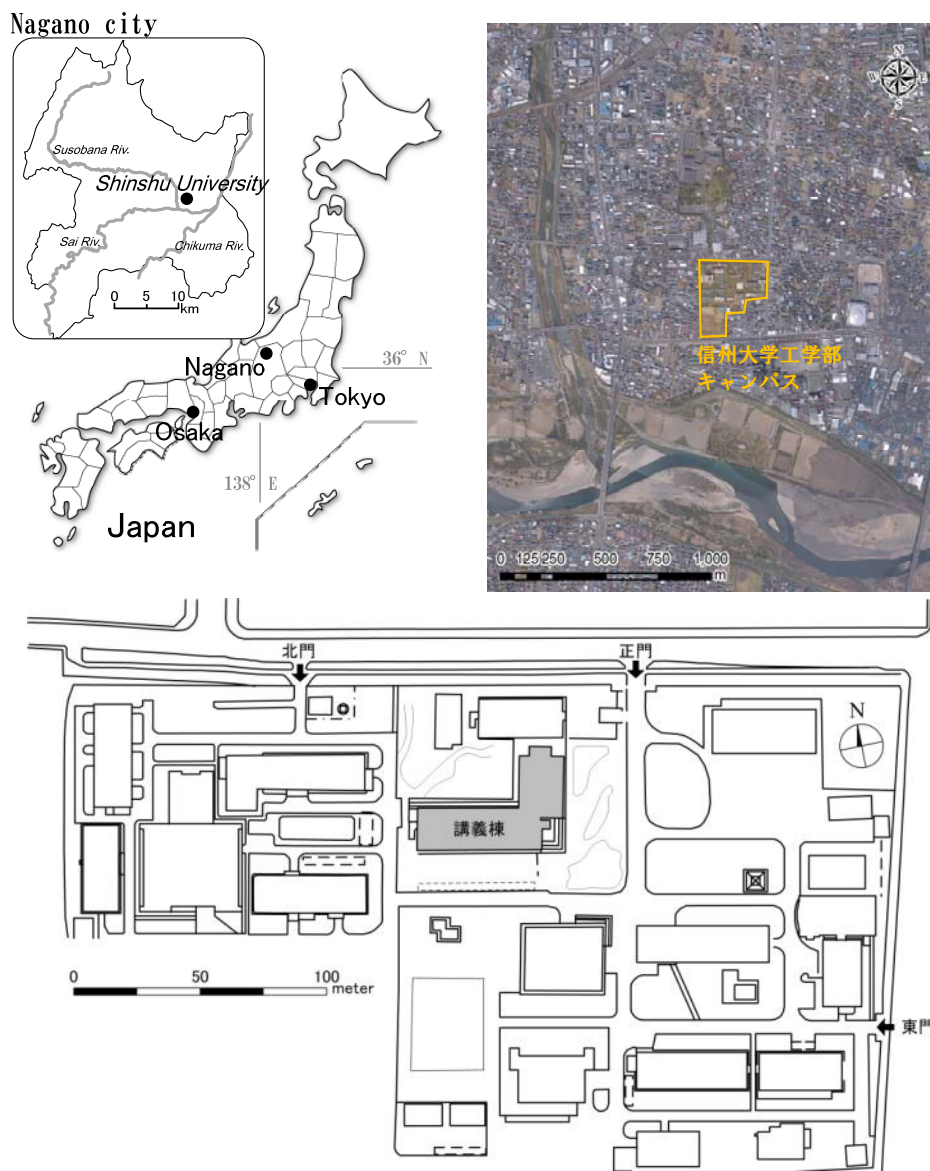 Nagano city
Susobana Riv.
Shinshu University
Sai Riv.
Chikuma Riv.
0 5 10
km
Nagano
36° N
Tokyo
Osaka
138° E
Japan
N
W E
S
信州大学工学部
キャンパス
0 125 250 500 750 1,000
m
北門
正門
N
講義棟
0 50 100
meter
東門